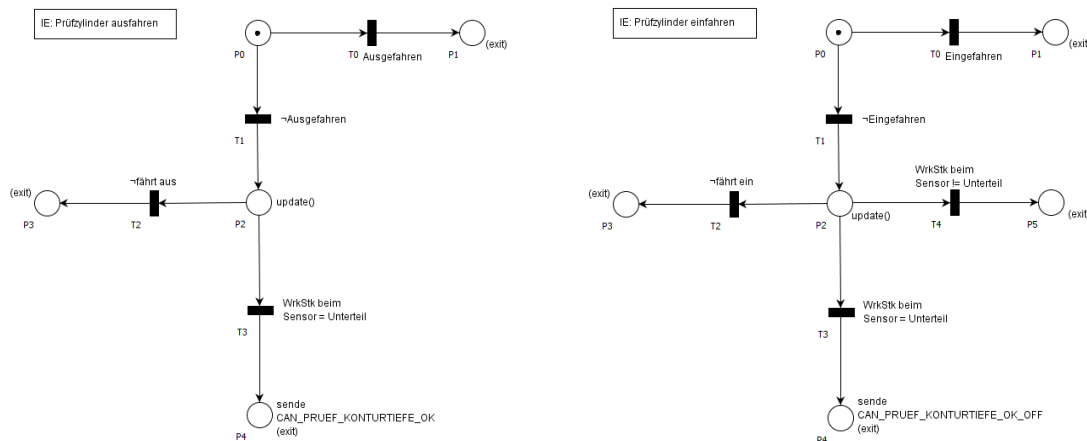 IE: Prüfzylinder ausfahren
P0
T0
Ausgefahren
P1
(exit)
¬Ausgefahren
T1
(exit)
P3
¬fährt aus
T2
P2
update()
WrkStk beim
Sensor = Unterteil
T3
sende
CAN_PRUEF_KONTURTIEFE_OK
(exit)
P4
IE: Prüfzylinder einfahren
P0
T0
Eingefahren
P1
(exit
¬Eingefahren
T1
(exit)
P3
¬fährt ein
T2
P2
update()
WrkStk beim
Sensor != Unterteil
T4
P5
(exit
WrkStk beim
Sensor = Unterteil
T3
sende
CAN_PRUEF_KONTURTIEFE_OK_OFF
(exit)
P4